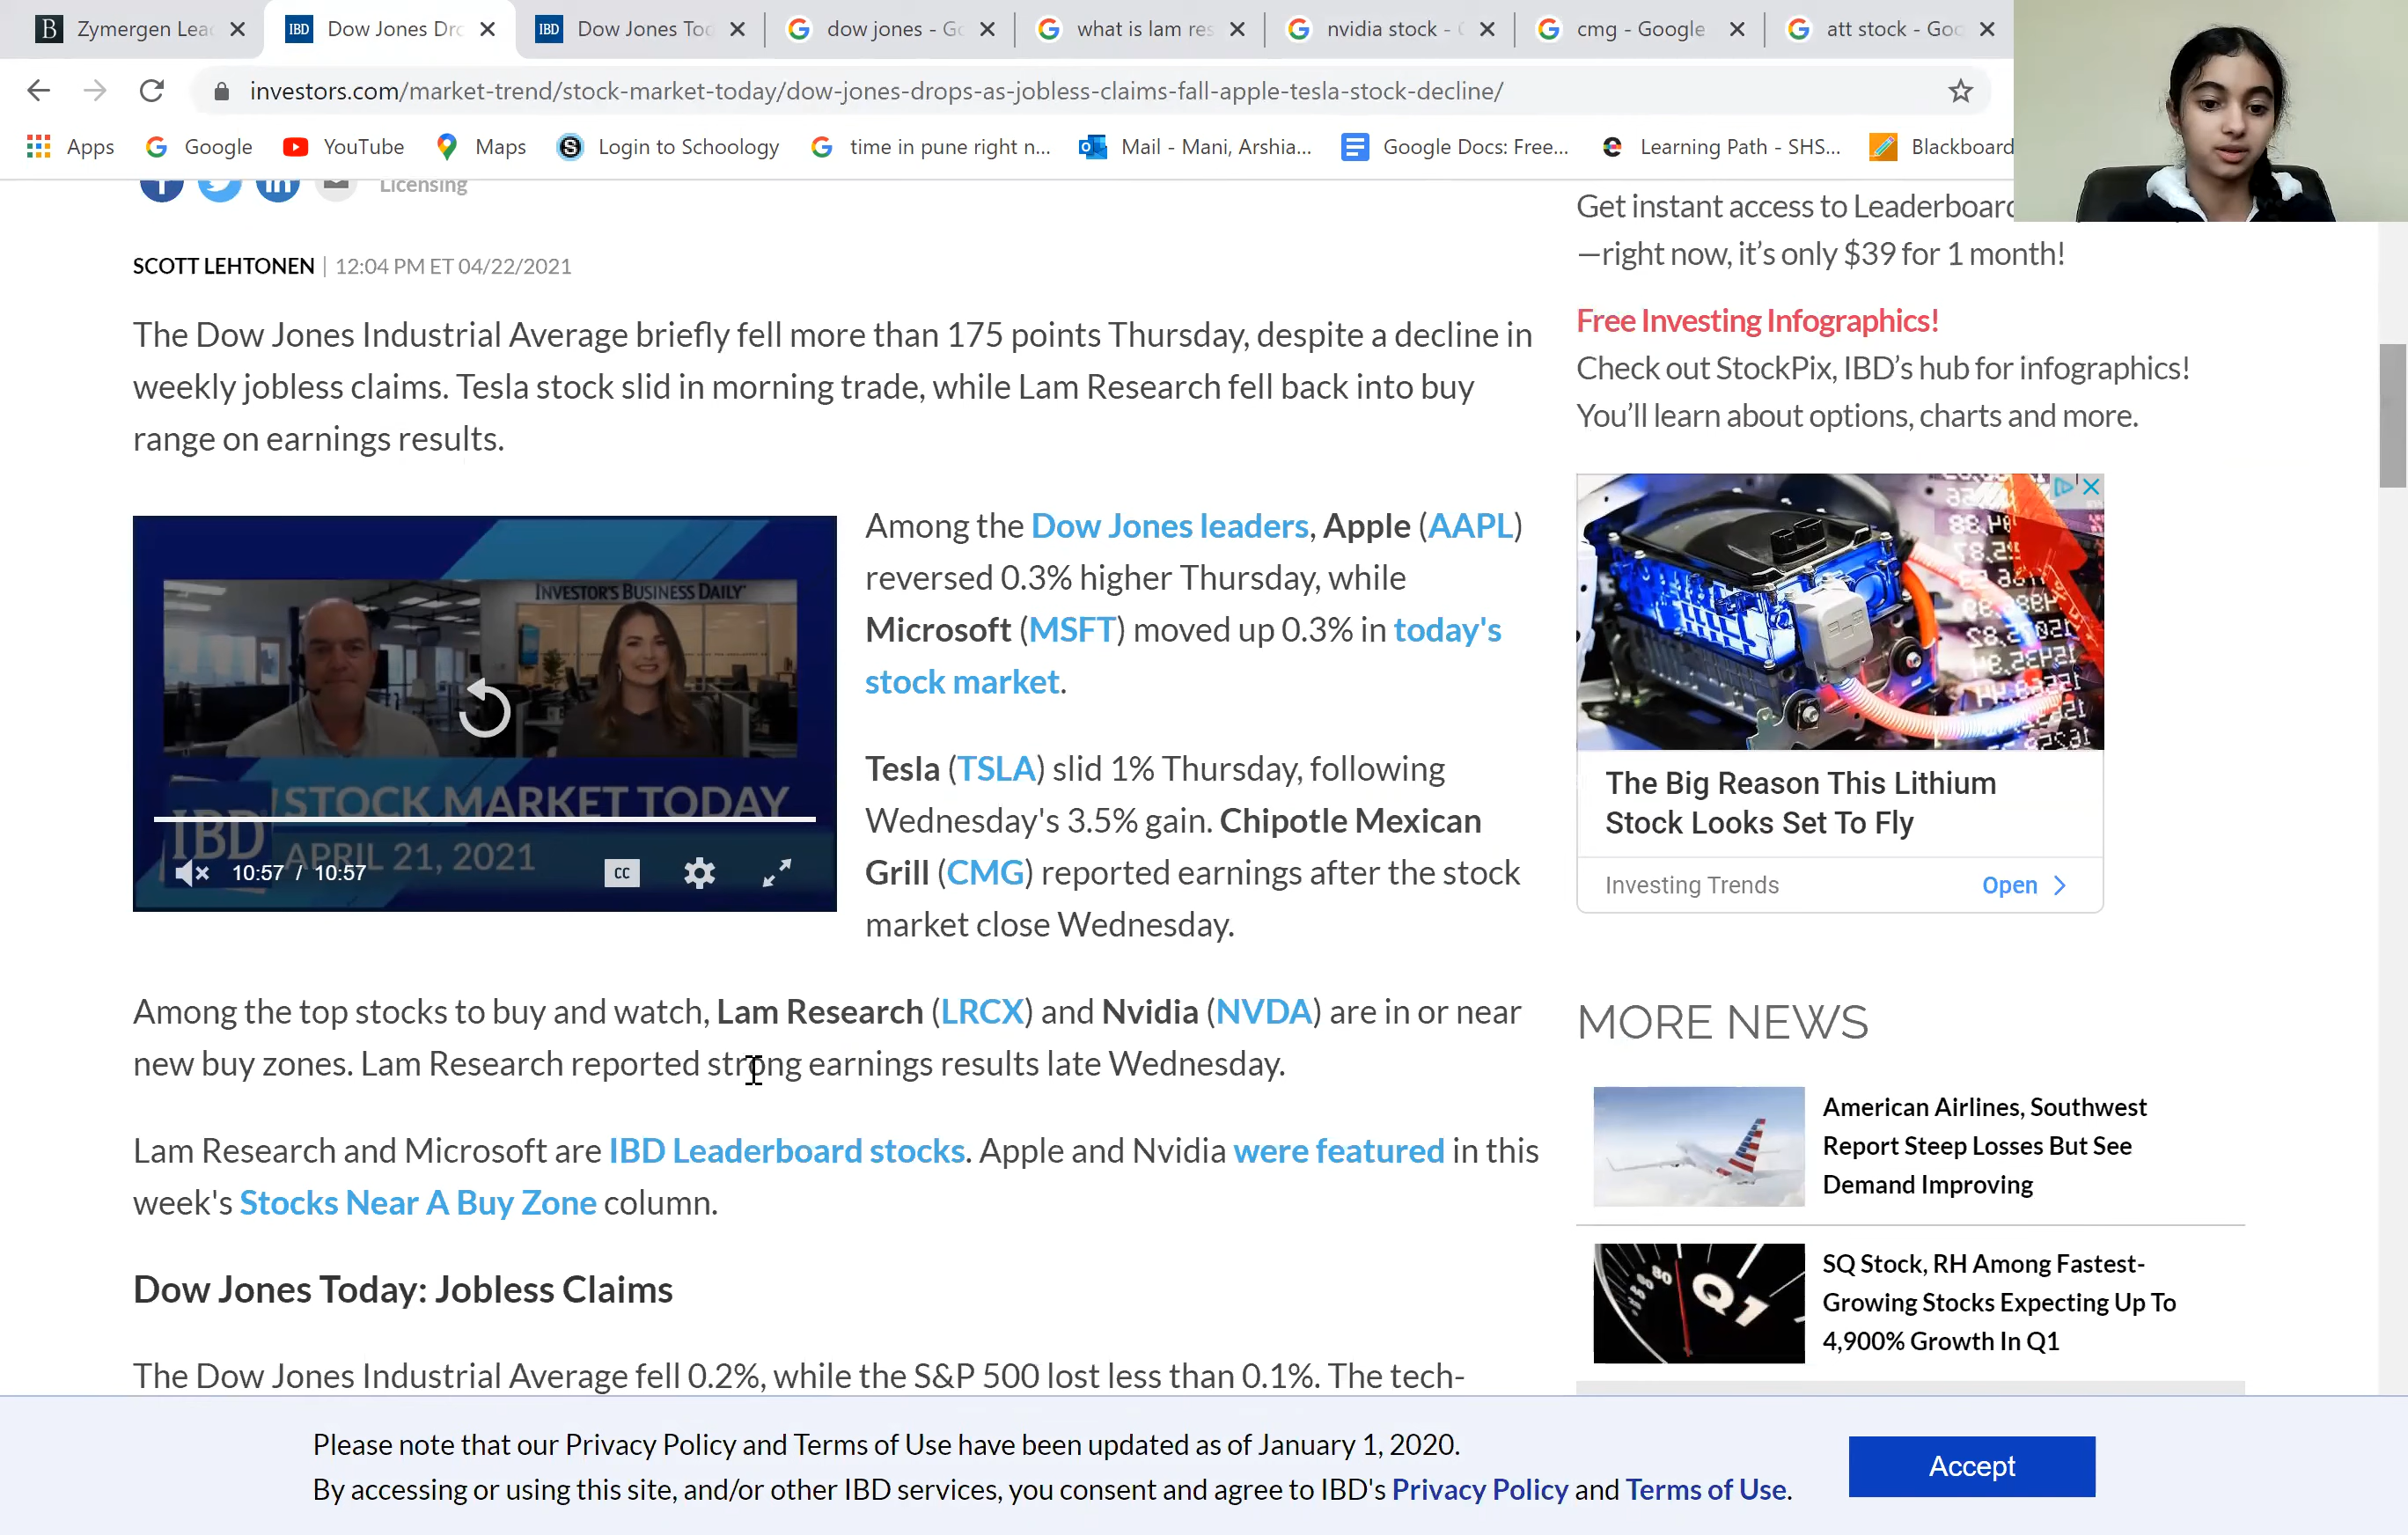 Zymergen Lea
Dow Jones Drc
Dow Jones Toc
dow jones - Go
what is lam res
nvidia stock -
cmg - Google
att stock - Goo
investors.com/market-trend/stock-market-today/dow-jones-drops-as-jobless-claims-fall-apple-tesla-stock-decline/
Apps
Google
YouTube
Maps
Login to Schoology
time in pune right n...
Mail - Mani, Arshia...
Google Docs: Free...
Learning Path - SHS...
Blackboard
Licensing
SCOTT LEHTONEN | 12:04 PM ET 04/22/2021
The Dow Jones Industrial Average briefly fell more than 175 points Thursday, despite a decline in
weekly jobless claims. Tesla stock slid in morning trade, while Lam Research fell back into buy
range on earnings results.
INVESTOR'S BUSINESS DAILY
STOCK MARKET TODAY
IBD
APRIL 21, 2021
10:57 / 10:57
CC
Among the Dow Jones leaders, Apple (AAPL)
reversed 0.3% higher Thursday, while
Microsoft (MSFT) moved up 0.3% in today's
stock market.
Tesla (TSLA) slid 1% Thursday, following
Wednesday's 3.5% gain. Chipotle Mexican
Grill (CMG) reported earnings after the stock
market close Wednesday.
Among the top stocks to buy and watch, Lam Research (LRCX) and Nvidia (NVDA) are in or near
new buy zones. Lam Research reported strong earnings results late Wednesday.
Lam Research and Microsoft are IBD Leaderboard stocks. Apple and Nvidia were featured in this
week's Stocks Near A Buy Zone column.
Dow Jones Today: Jobless Claims
The Dow Jones Industrial Average fell 0.2%, while the S&P 500 lost less than 0.1%. The tech-
Get instant access to Leaderboard
—right now, it's only $39 for 1 month!
Free Investing Infographics!
Check out StockPix, IBD's hub for infographics!
You'll learn about options, charts and more.
The Big Reason This Lithium
Stock Looks Set To Fly
Investing Trends
Open
MORE NEWS
American Airlines, Southwest
Report Steep Losses But See
Demand Improving
Q1
SQ Stock, RH Among Fastest-
Growing Stocks Expecting Up To
4,900% Growth In Q1
Please note that our Privacy Policy and Terms of Use have been updated as of January 1, 2020.
By accessing or using this site, and/or other IBD services, you consent and agree to IBD's Privacy Policy and Terms of Use.
Accept